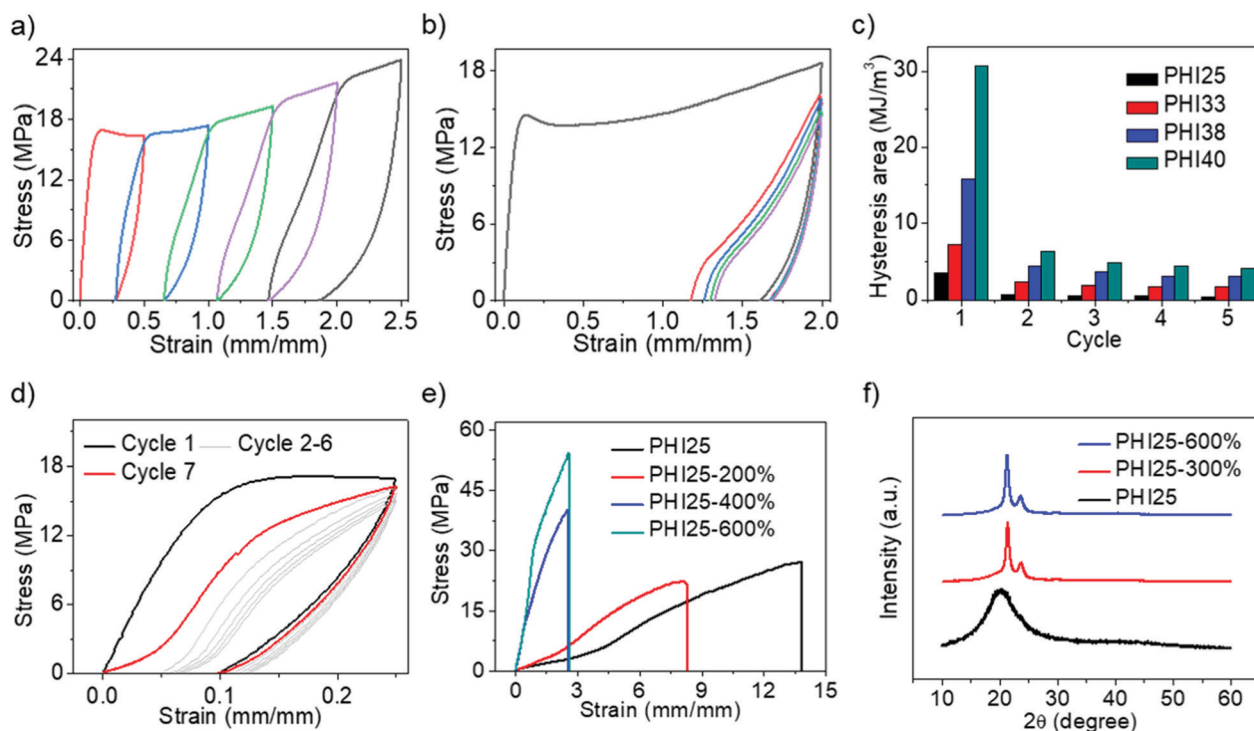 a)
24
18
12
6
0
Stress (MPa)
0.0 0.5 1.0 1.5 2.0 2.5
Strain (mm/mm)
b)
18
12
6
0
Stress (MPa)
0.0 0.5 1.0 1.5 2.0
Strain (mm/mm)
c)
30
20
10
0
Hysteresis area (MJ/m³)
PHI25
PHI33
PHI38
PHI40
1 2 3 4 5
Cycle
d)
Cycle 1 Cycle 2-6
Cycle 7
18
12
6
0
Stress (MPa)
0.0 0.1 0.2
Strain (mm/mm)
e)
60
45
30
15
0
Stress (MPa)
PHI25
PHI25-200%
PHI25-400%
PHI25-600%
0 3 6 9 12 15
Strain (mm/mm)
f)
Intensity (a.u.)
PHI25-600%
PHI25-300%
PHI25
10 20 30 40 50 60
2θ (degree)